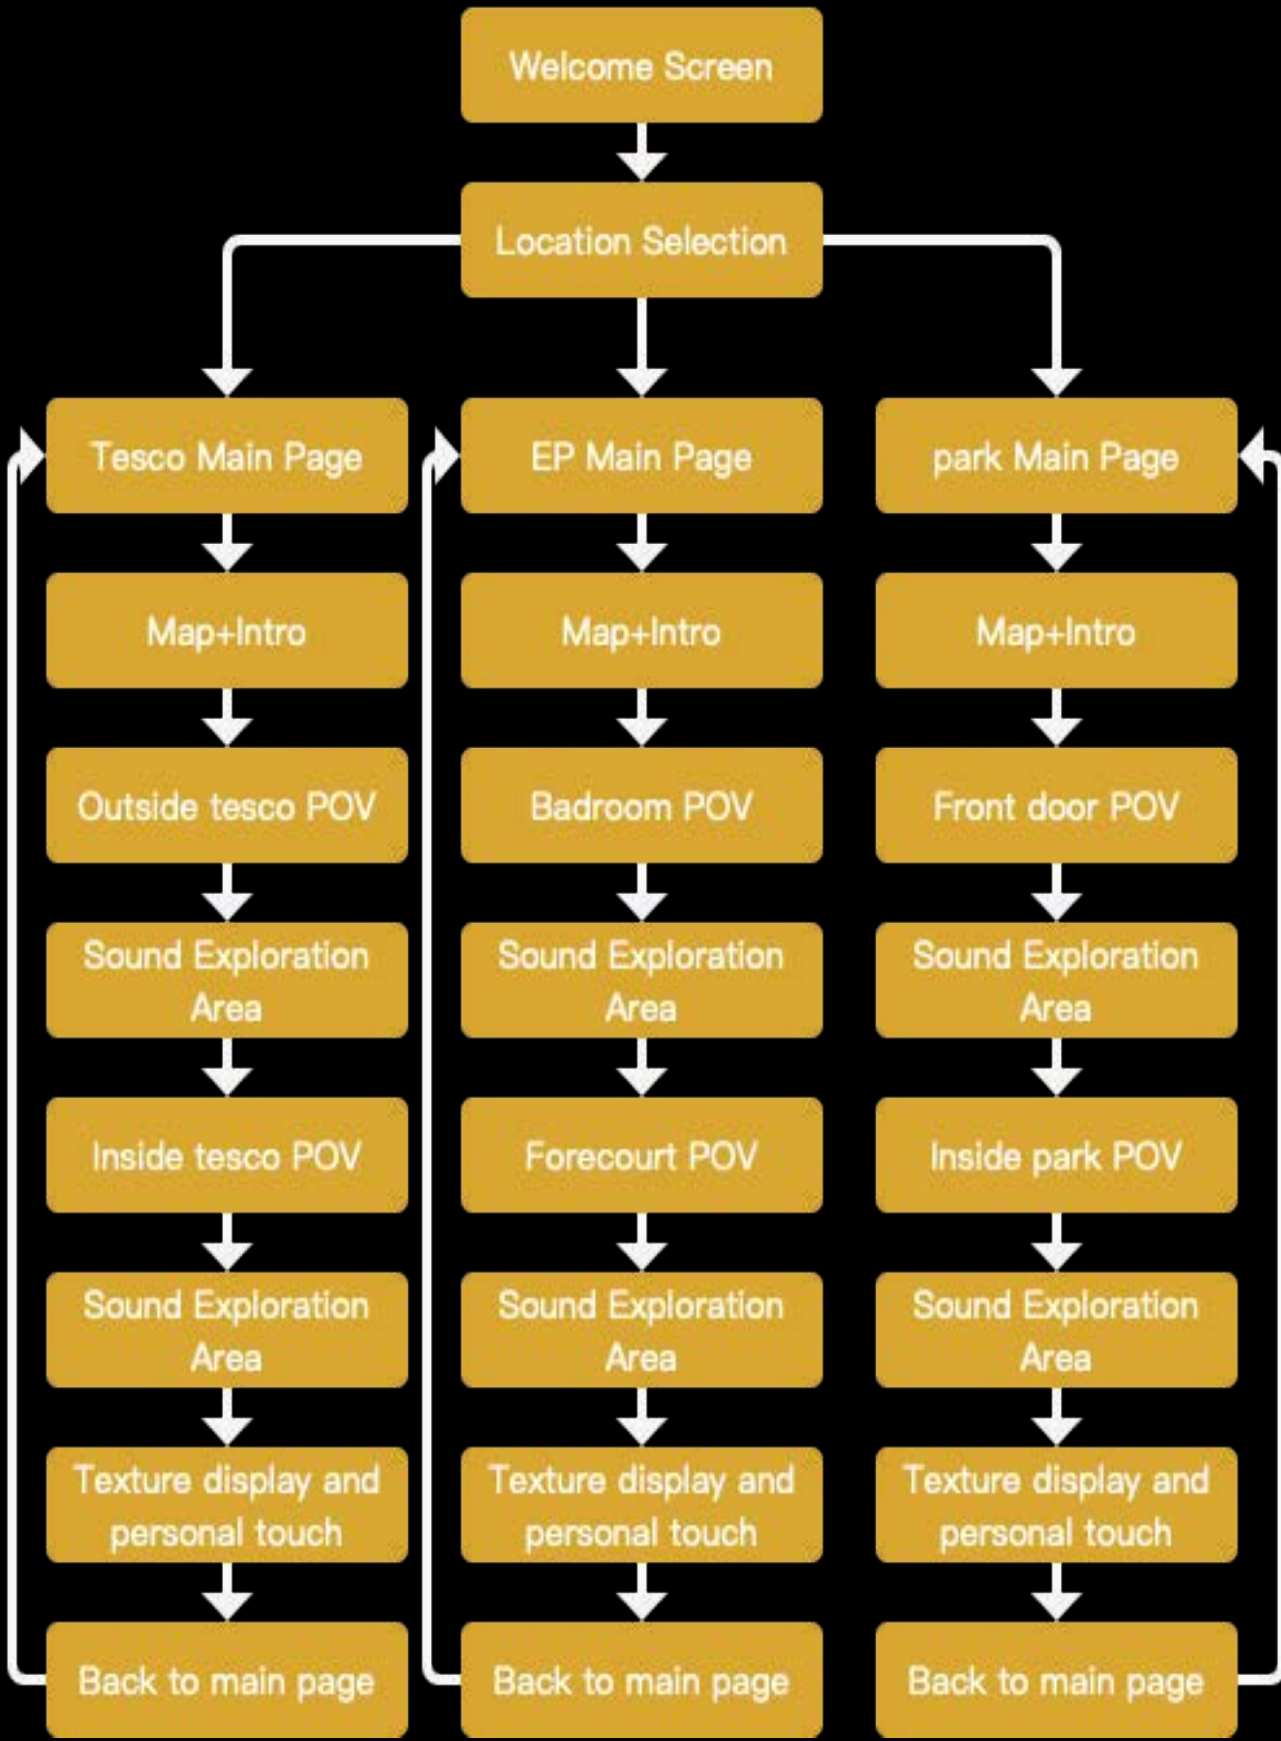 Welcome Screen
Location Selection
Tesco Main Page
EP Main Page
park Main Page
Map+Intro
Map+Intro
Map+Intro
Outside tesco POV
Badroom POV
Front door POV
Sound Exploration
Area
Sound Exploration
Area
Sound Exploration
Area
Inside tesco POV
Forecourt POV
Inside park POV
Sound Exploration
Area
Sound Exploration
Area
Sound Exploration
Area
Texture display and
personal touch
Texture display and
personal touch
Texture display and
personal touch
Back to main page
Back to main page
Back to main page